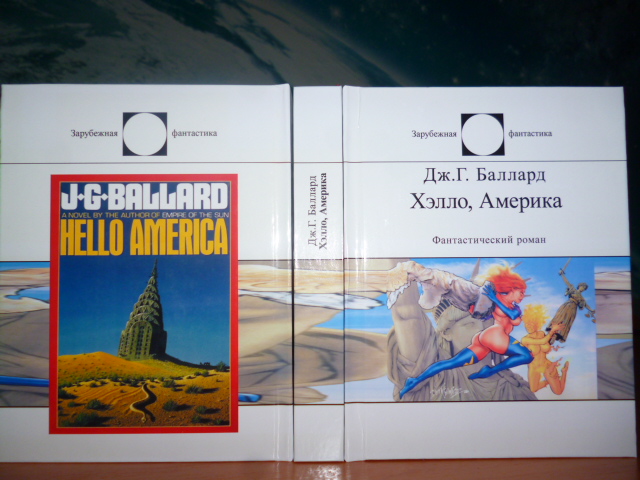 Зарубежная фантастика
J·G·BALLARD
A NOVEL BY THE AUTHOR OF EMPIRE OF THE SUN
HELLO AMERICA
Дж.Г. Баллард
Хэлло, Америка
Зарубежная фантастика
Дж.Г. Баллард
Хэлло, Америка
Фантастический роман